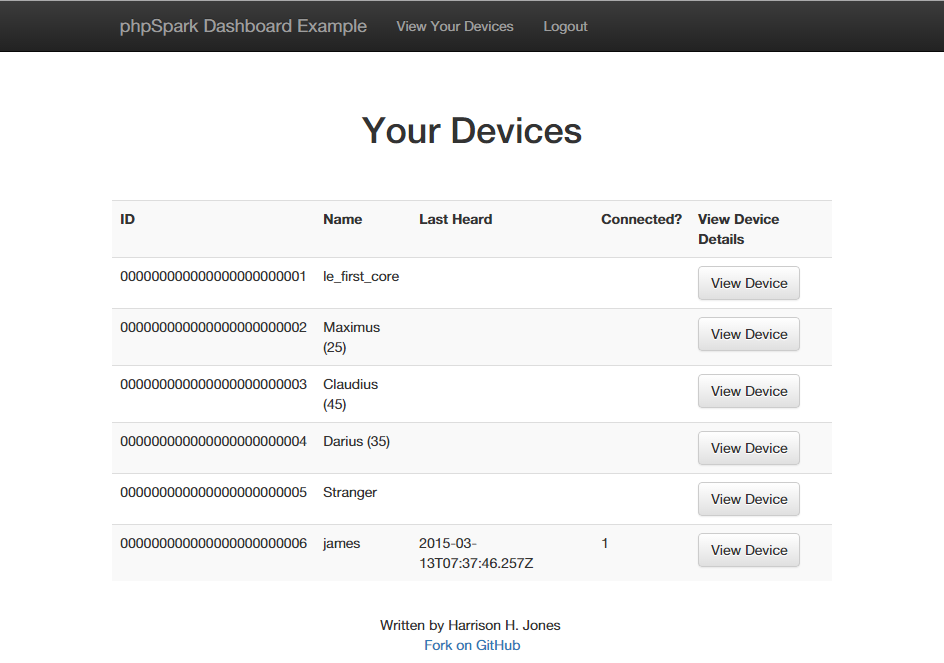 phpSpark Dashboard Example View Your Devices Logout
Your Devices
ID Name Last Heard Connected? View Device
Details
000000000000000000000001 le_first_core View Device
000000000000000000000002 Maximus View Device
(25)
000000000000000000000003 Claudius View Device
(45)
000000000000000000000004 Darius (35) View Device
000000000000000000000005 Stranger View Device
000000000000000000000006 james 2015-03- 1 View Device
13T07:37:46.257Z
Written by Harrison H. Jones
Fork on GitHub